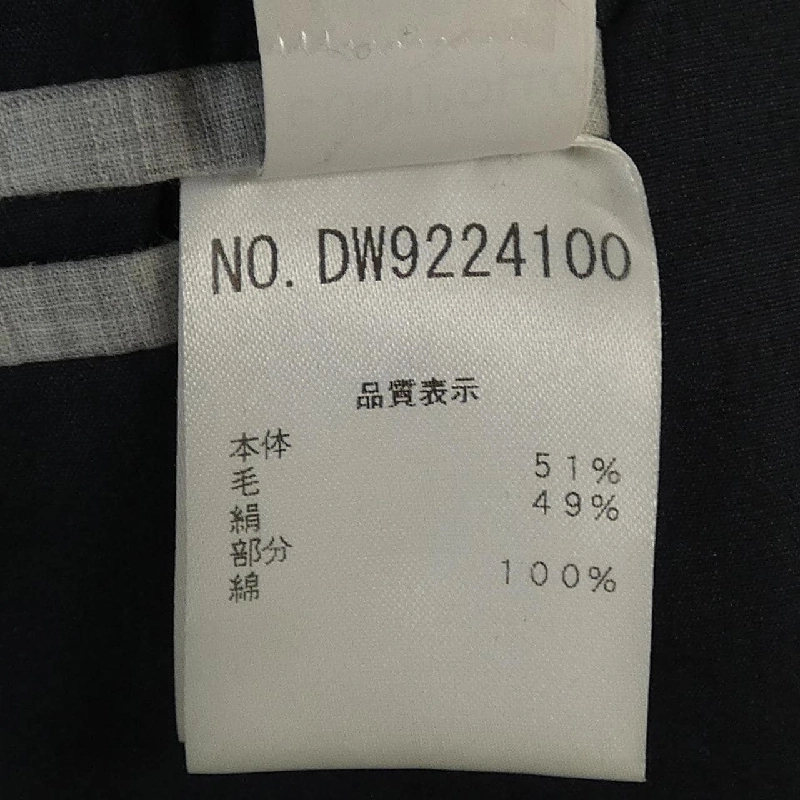 NO. DW9224100
品質表示
本体
毛 51%
絹 49%
部分
綿 100%